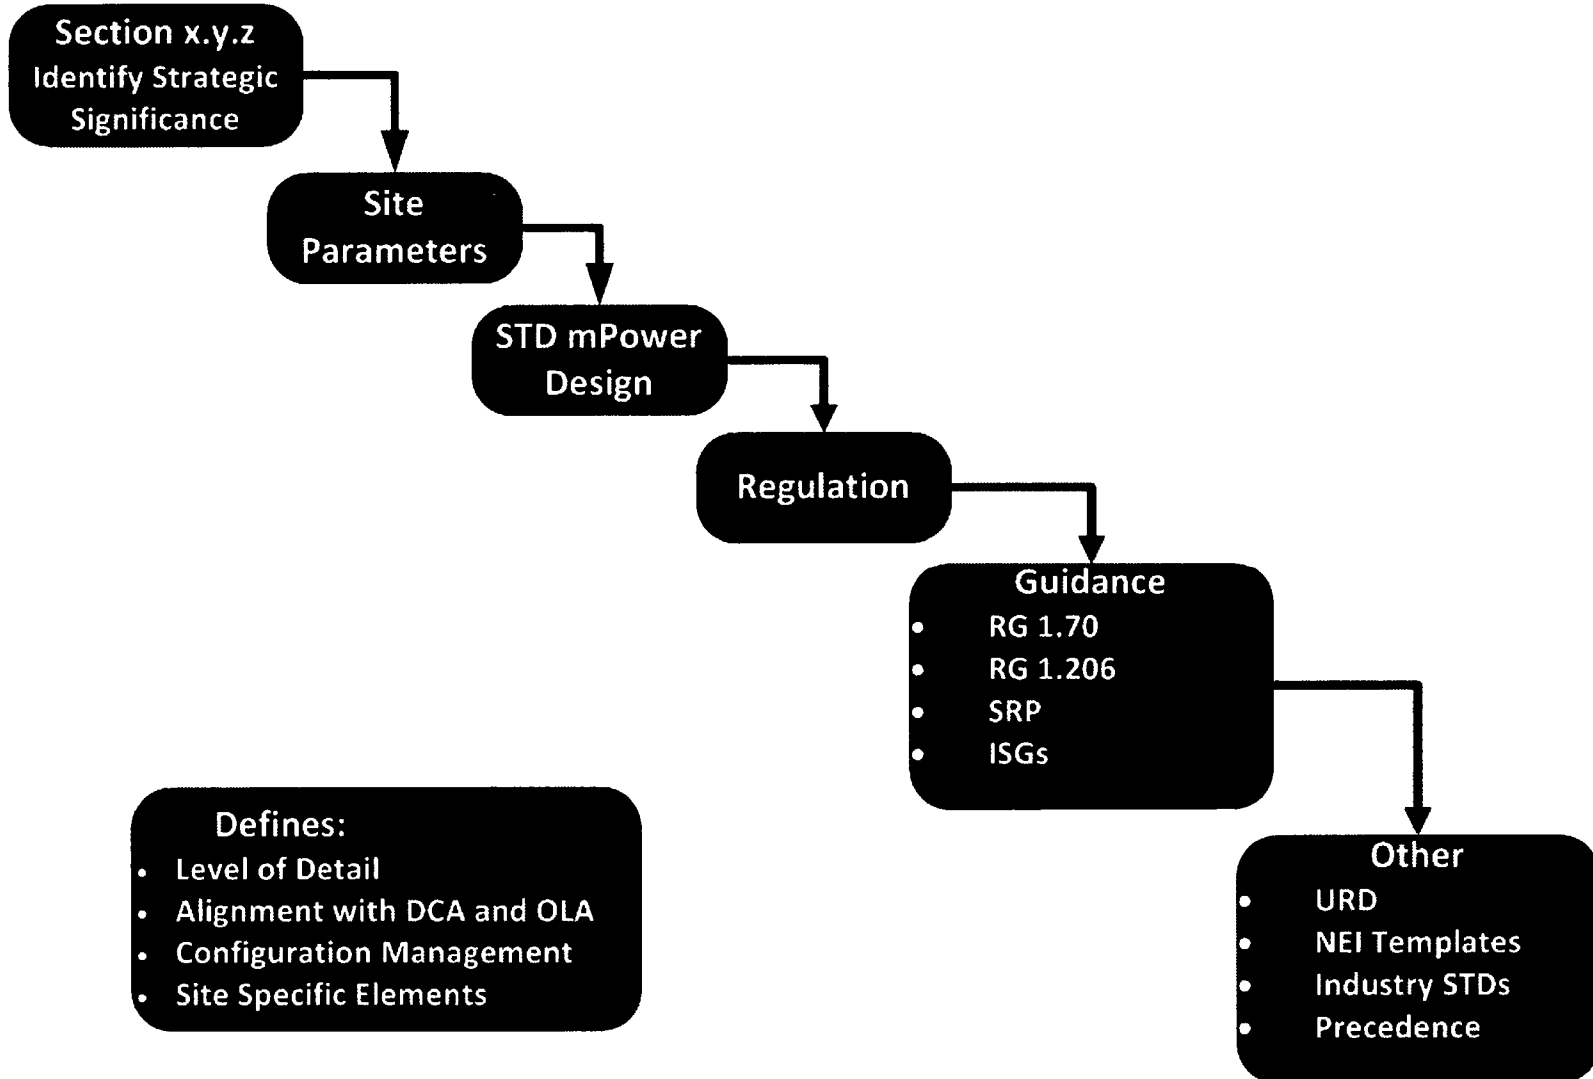 Section x.y.z
Identify Strategic
Significance
Site
Parameters
STD mPower
Design
Regulation
Guidance
• RG 1.70
• RG 1.206
• SRP
• ISGs
Defines:
• Level of Detail
• Alignment with DCA and OLA
• Configuration Management
• Site Specific Elements
Other
• URD
• NEI Templates
• Industry STDs
• Precedence